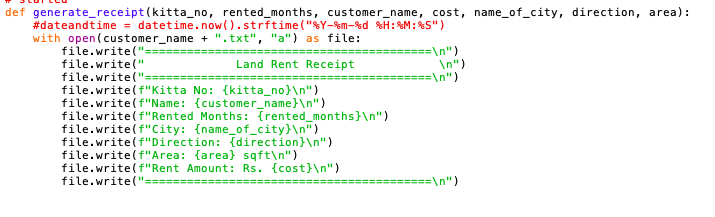 # started
def generate_receipt(kitta_no, rented_months, customer_name, cost, name_of_city, direction, area):
    #dateandtime = datetime.now().strftime("%Y-%m-%d %H:%M:%S")
    with open(customer_name + ".txt", "a") as file:
        file.write("=========================================\n")
        file.write("             Land Rent Receipt            \n")
        file.write("=========================================\n")
        file.write(f"Kitta No: {kitta_no}\n")
        file.write(f"Name: {customer_name}\n")
        file.write(f"Rented Months: {rented_months}\n")
        file.write(f"City: {name_of_city}\n")
        file.write(f"Direction: {direction}\n")
        file.write(f"Area: {area} sqft\n")
        file.write(f"Rent Amount: Rs. {cost}\n")
        file.write("=========================================\n")